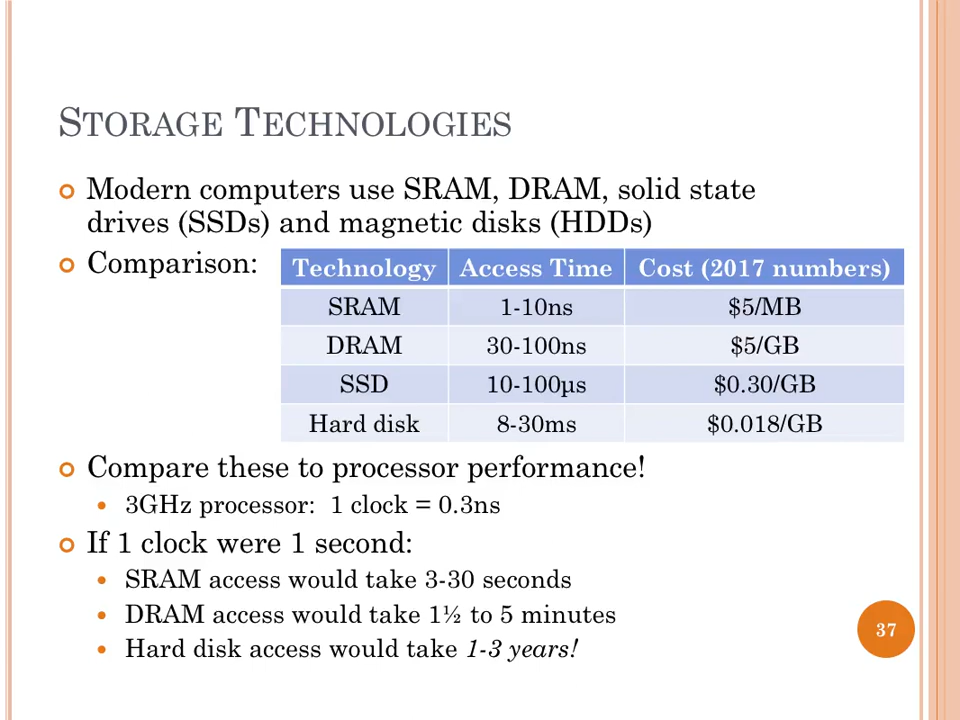 STORAGE TECHNOLOGIES
Modern computers use SRAM, DRAM, solid state
drives (SSDs) and magnetic disks (HDDs)
Comparison:
Technology Access Time Cost (2017 numbers)
SRAM 1-10ns $5/MB
DRAM 30-100ns $5/GB
SSD 10-100µs $0.30/GB
Hard disk 8-30ms $0.018/GB
Compare these to processor performance!
3GHz processor: 1 clock = 0.3ns
If 1 clock were 1 second:
SRAM access would take 3-30 seconds
DRAM access would take 1½ to 5 minutes
Hard disk access would take 1-3 years!
37